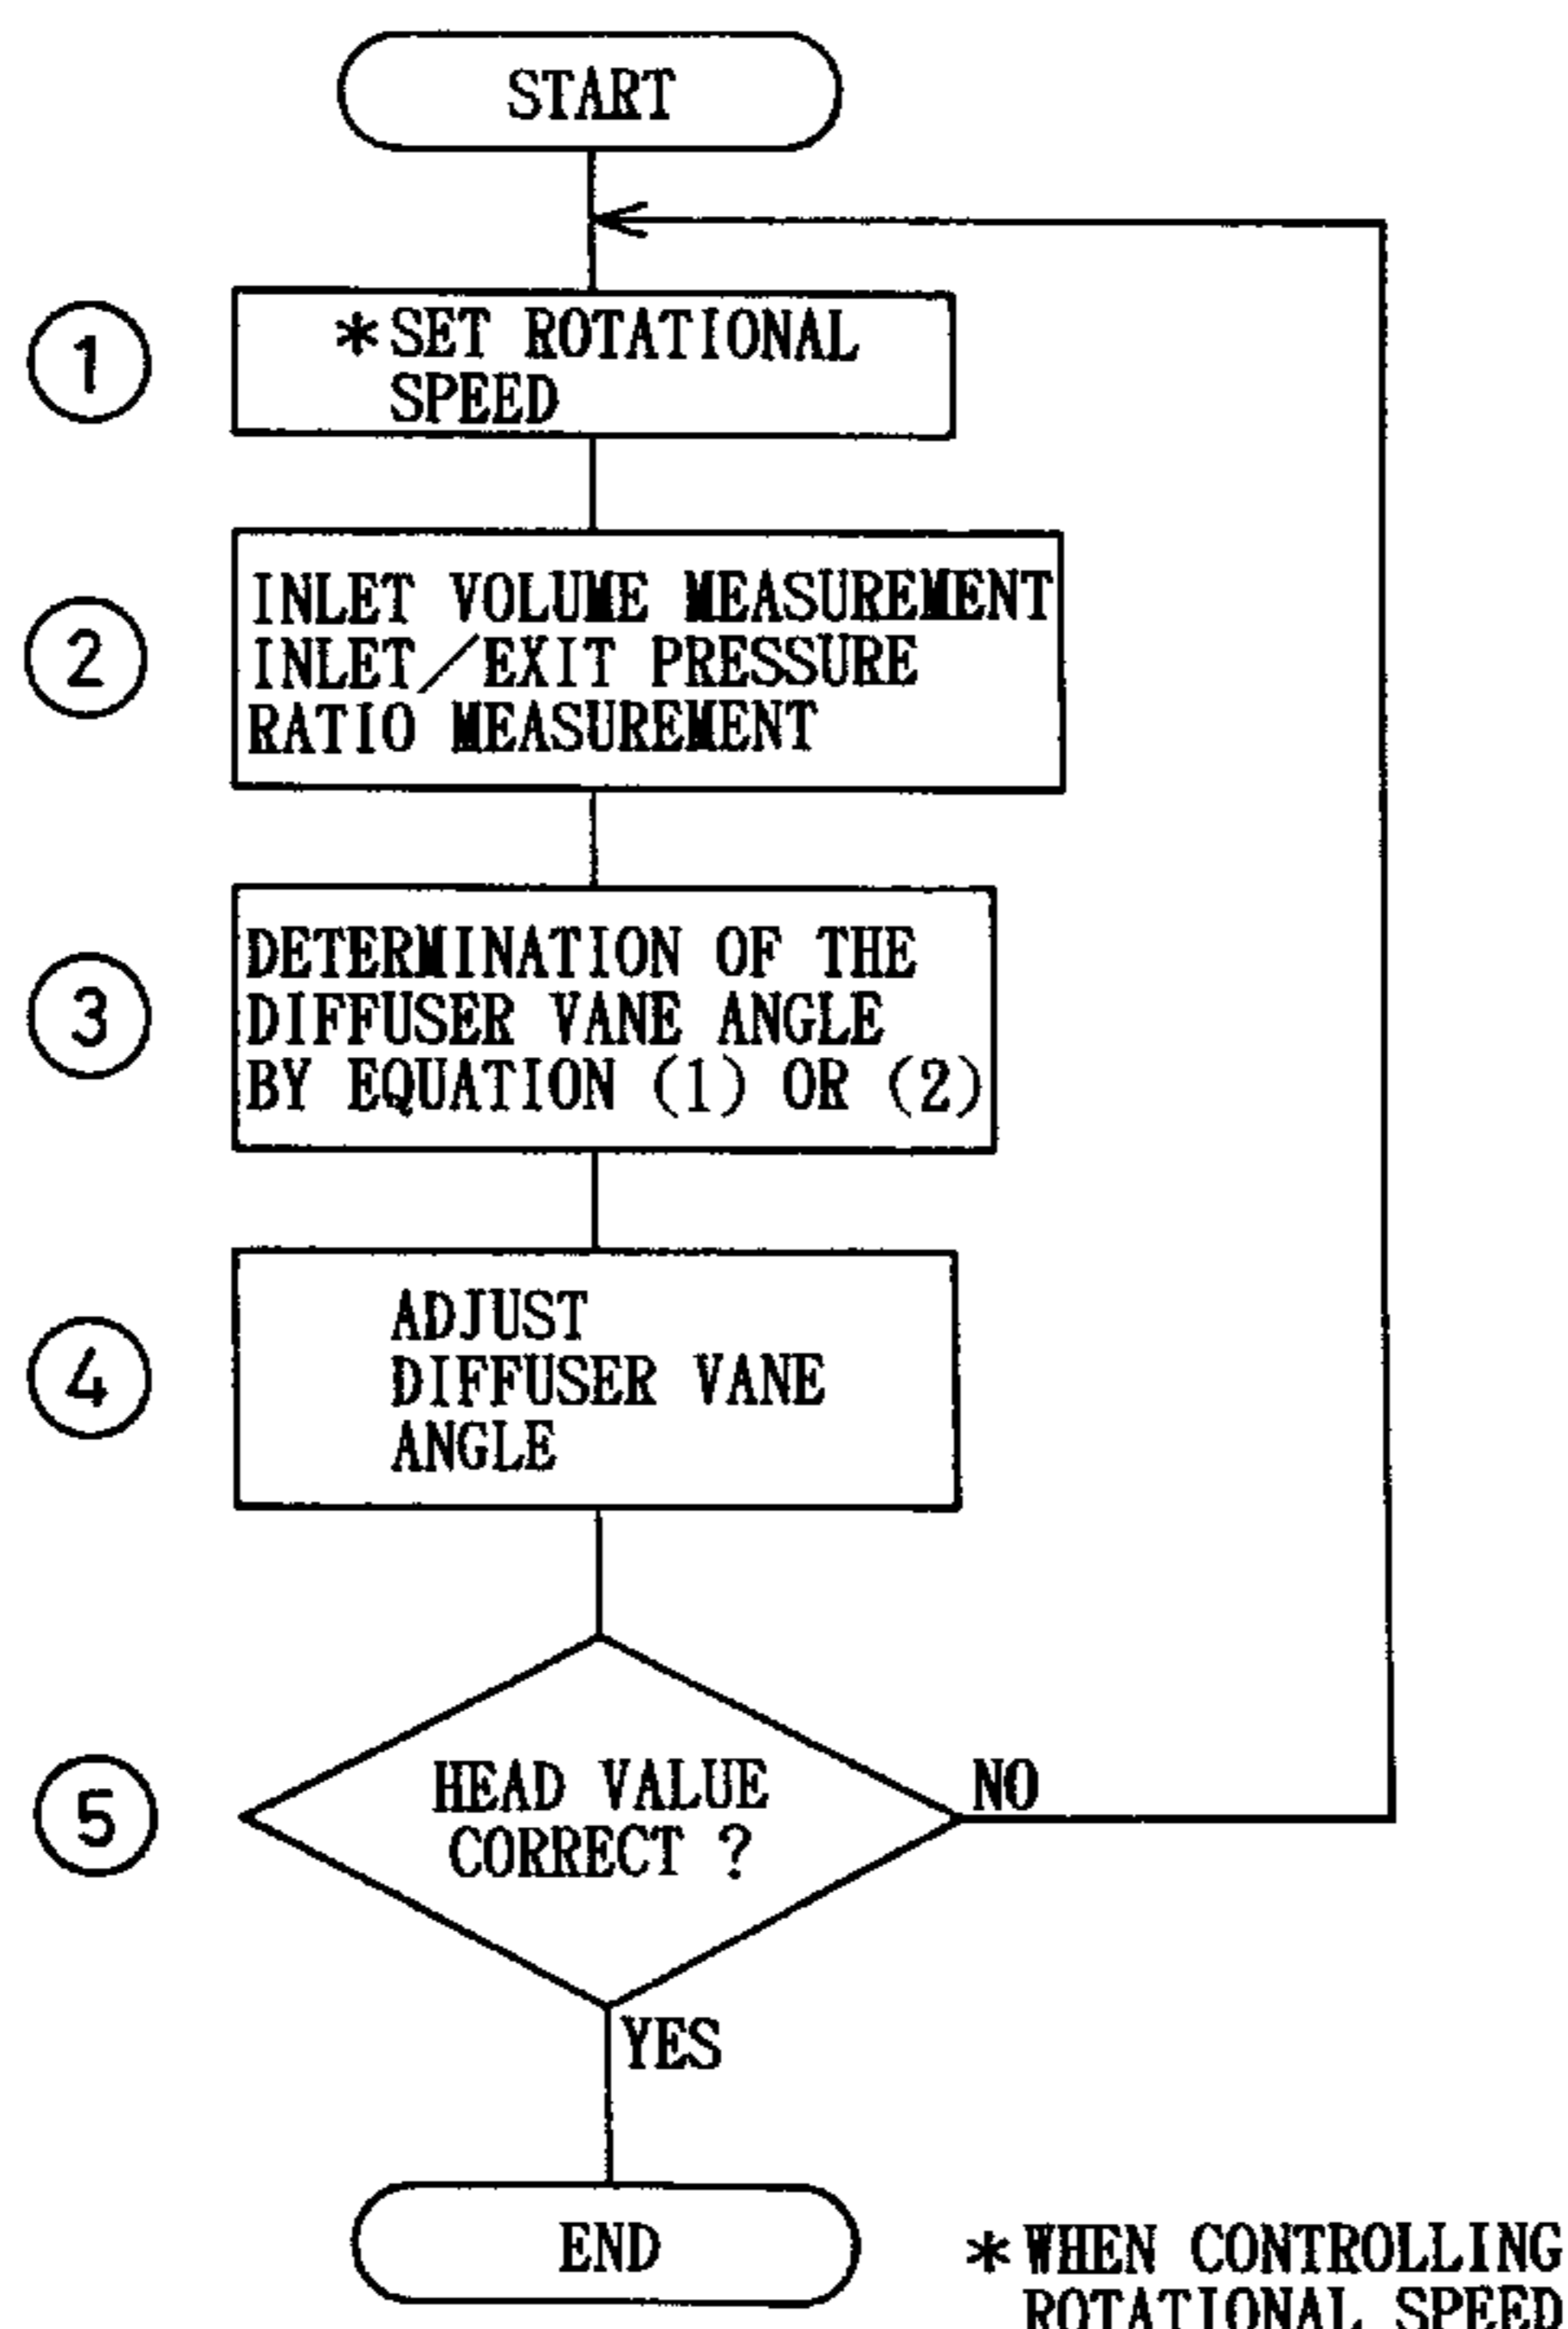 START
1
*SET ROTATIONAL
SPEED
2
INLET VOLUME MEASUREMENT
INLET/EXIT PRESSURE
RATIO MEASUREMENT
3
DETERMINATION OF THE
DIFFUSER VANE ANGLE
BY EQUATION (1) OR (2)
4
ADJUST
DIFFUSER VANE
ANGLE
5
HEAD VALUE
CORRECT ?
NO
YES
END
* WHEN CONTROLLING
ROTATIONAL SPEED